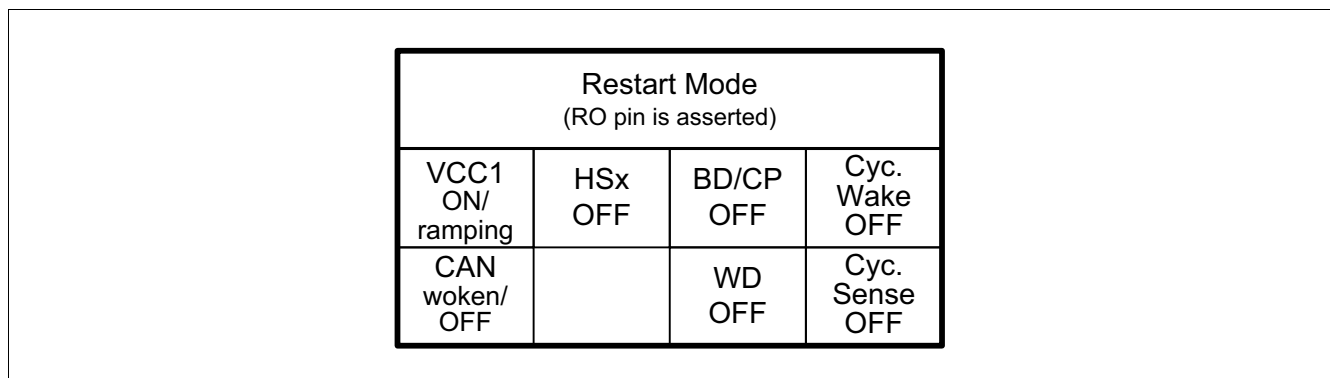 Restart Mode
(RO pin is asserted)
VCC1
ON/
ramping
HSx
OFF
BD/CP
OFF
Cyc.
Wake
OFF
CAN
woken/
OFF
WD
OFF
Cyc.
Sense
OFF